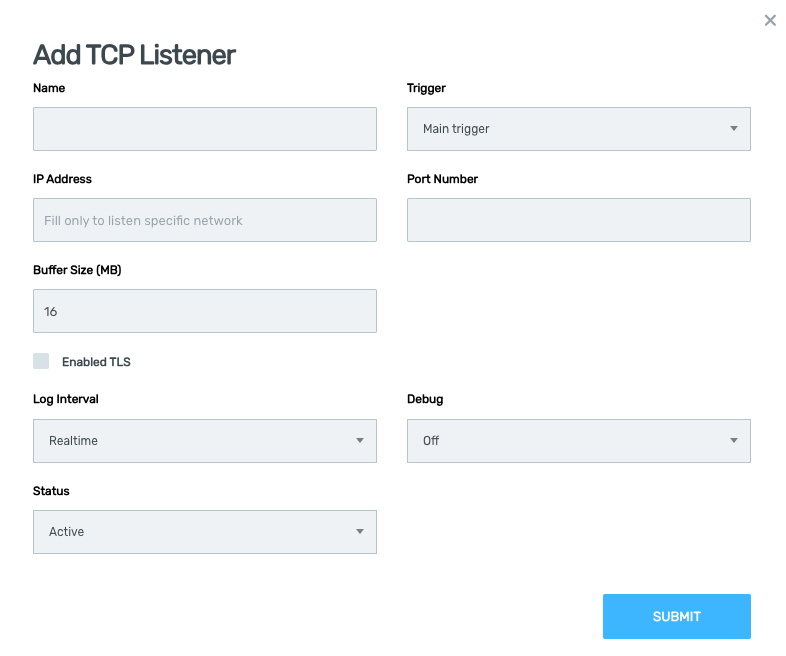 Add TCP Listener
Name
Trigger
Main trigger
IP Address
Port Number
Fill only to listen specific network
Buffer Size (MB)
16
Enabled TLS
Log Interval
Debug
Realtime
Off
Status
Active
SUBMIT